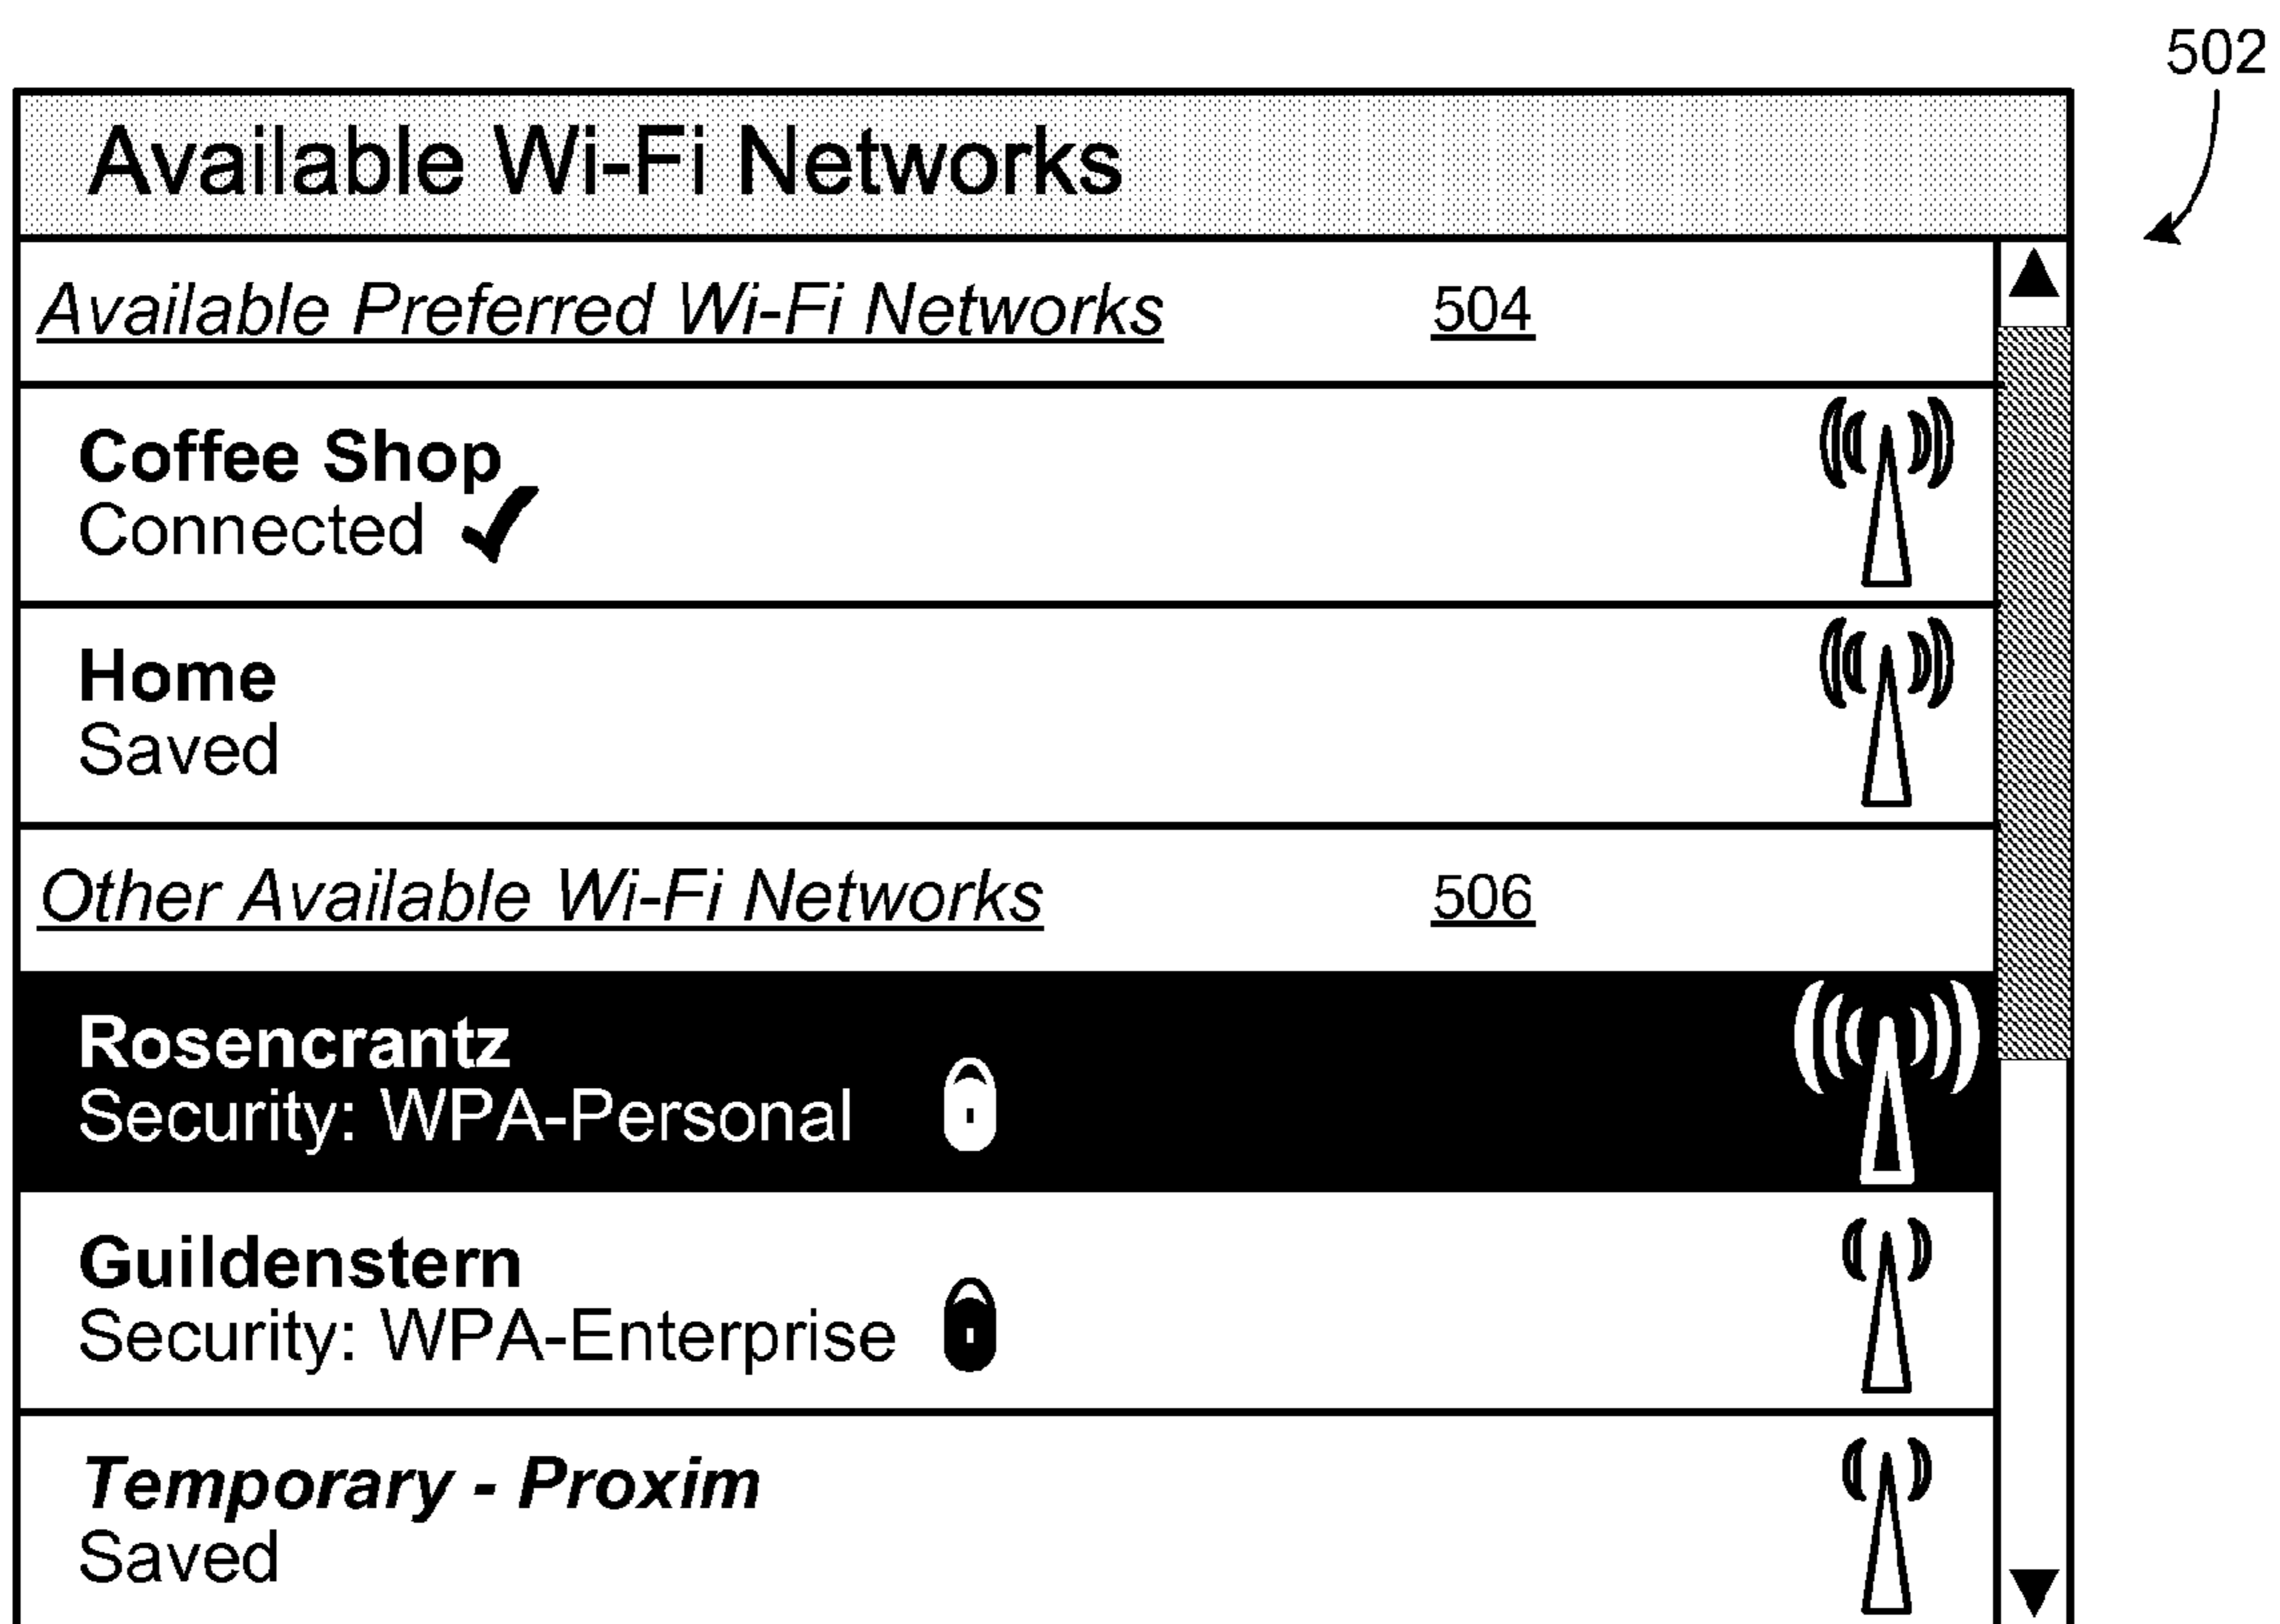 502
Available Wi-Fi Networks
Available Preferred Wi-Fi Networks 504
Coffee Shop
Connected
Home
Saved
Other Available Wi-Fi Networks 506
Rosencrantz
Security: WPA-Personal
Guildenstern
Security: WPA-Enterprise
Temporary - Proxim
Saved